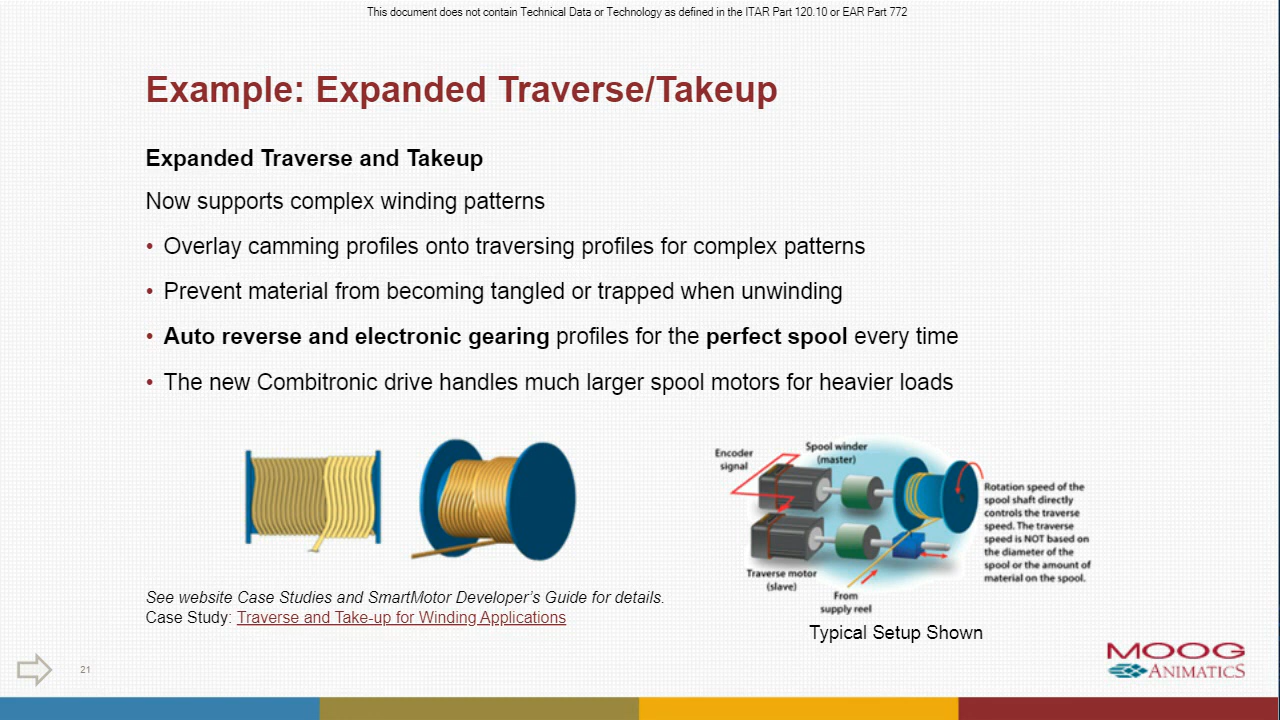 This document does not contain Technical Data or Technology as defined in the ITAR Part 120.10 or EAR Part 772
Example: Expanded Traverse/Takeup
Expanded Traverse and Takeup
Now supports complex winding patterns
• Overlay camming profiles onto traversing profiles for complex patterns
• Prevent material from becoming tangled or trapped when unwinding
• Auto reverse and electronic gearing profiles for the perfect spool every time
• The new Combitronic drive handles much larger spool motors for heavier loads
Encoder
signal
Spool winder
(master)
Rotation speed of the
spool shaft directly
controls the traverse
speed. The traverse
speed is NOT based on
the diameter of the
spool or the amount of
material on the spool.
Traverse motor
(slave)
From
supply reel
Typical Setup Shown
See website Case Studies and SmartMotor Developer's Guide for details.
Case Study: Traverse and Take-up for Winding Applications
21
MOOG
ANIMATICS